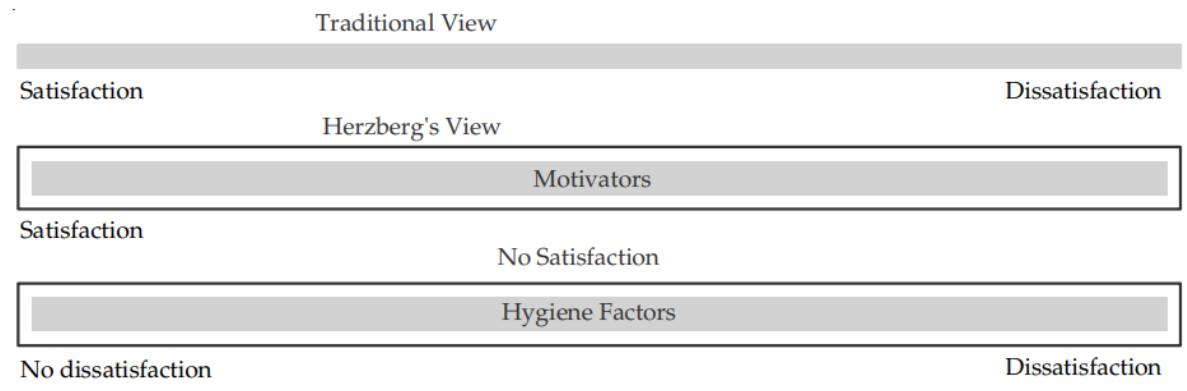 Traditional View
Satisfaction Dissatisfaction
Herzberg's View
Motivators
Satisfaction
No Satisfaction
Hygiene Factors
No dissatisfaction Dissatisfaction